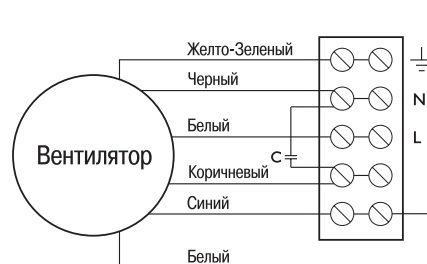 Желто-Зеленый
Черный
N
Белый
L
C
Вентилятор
Коричневый
Синий
Белый